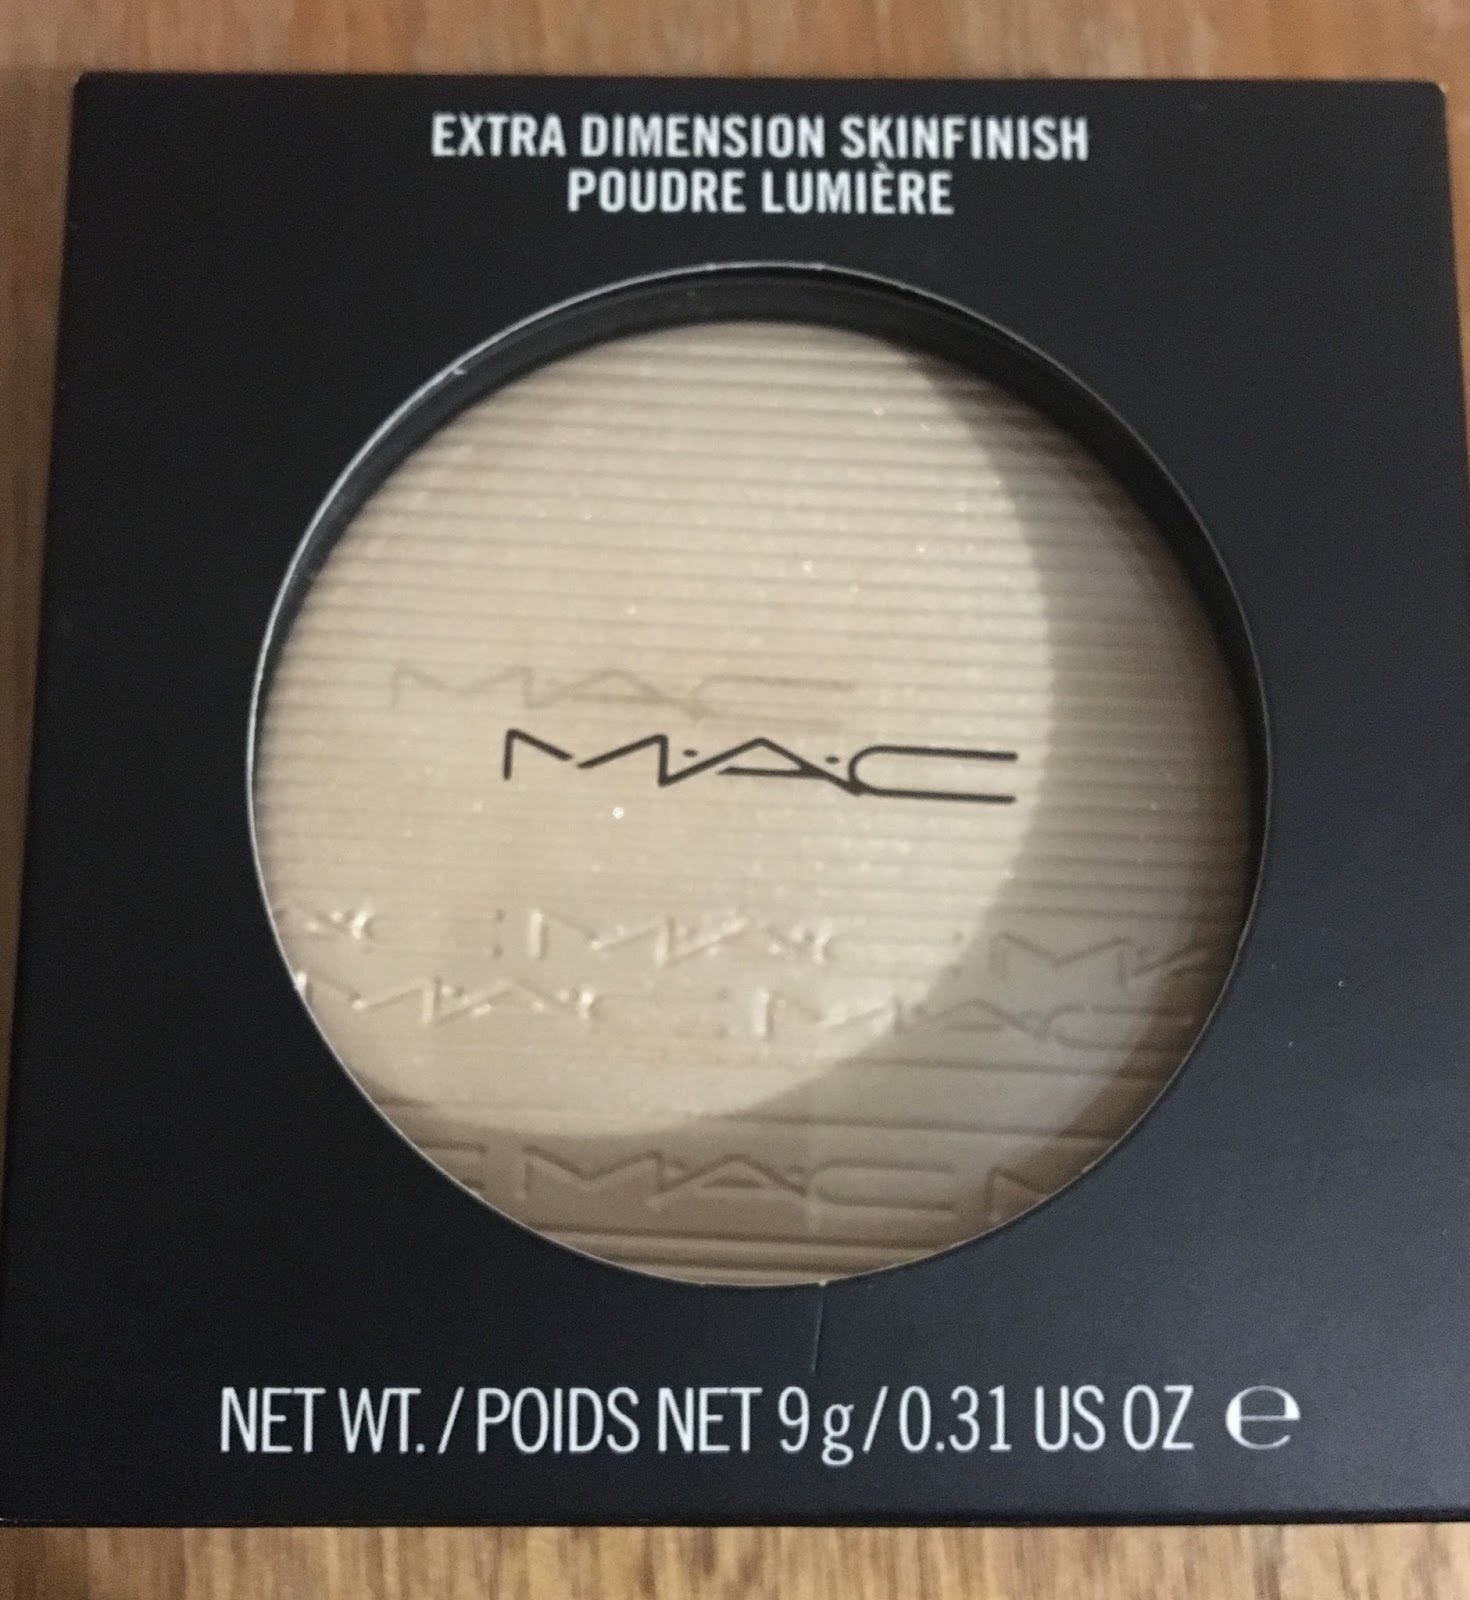 EXTRA DIMENSION SKINFINISH
POUDRE LUMIÈRE
M·A·C
M·A·C
M·A·C M·A·C
M·A·C M·A·C
M·A·C
NET WT. / POIDS NET 9 g / 0.31 US OZ ℮